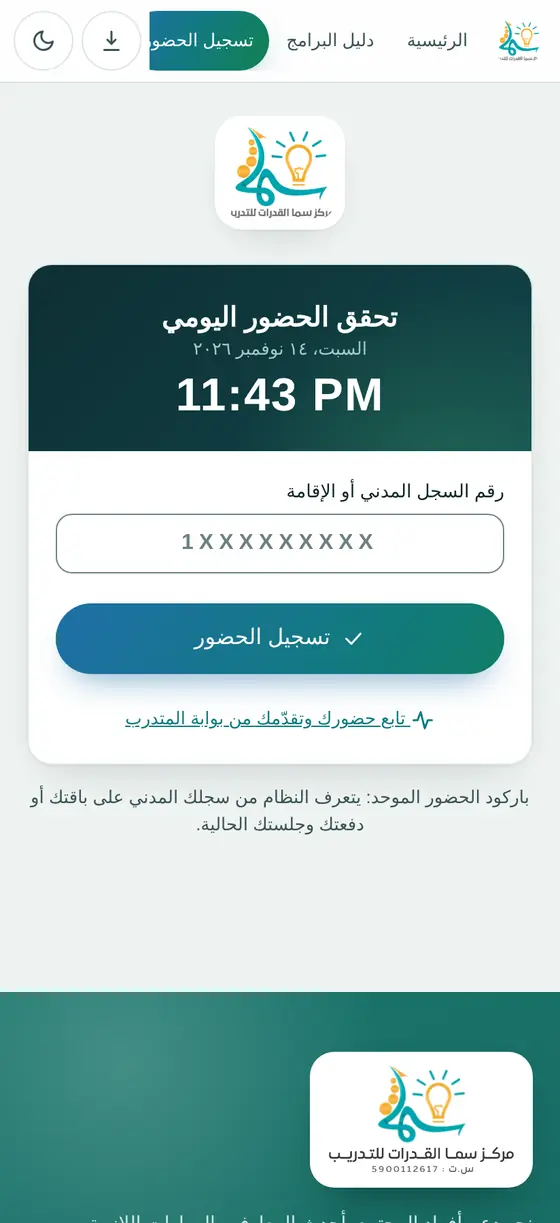 الرئيسية
دليل البرامج
تسجيل الحضور
مركز سما القدرات للتدريب
تحقق الحضور اليومي
السبت، ١٤ نوفمبر ٢٠٢٦
11:43 PM
رقم السجل المدني أو الإقامة
1XXXXXXXXX
تسجيل الحضور
تابع حضورك وتقدّمك من بوابة المتدرب
باركود الحضور الموحد: يتعرف النظام من سجلك المدني على باقتك أو
دفعتك وجلستك الحالية.
سما
مركز سما القدرات للتدريب
س.ت : 5900112617